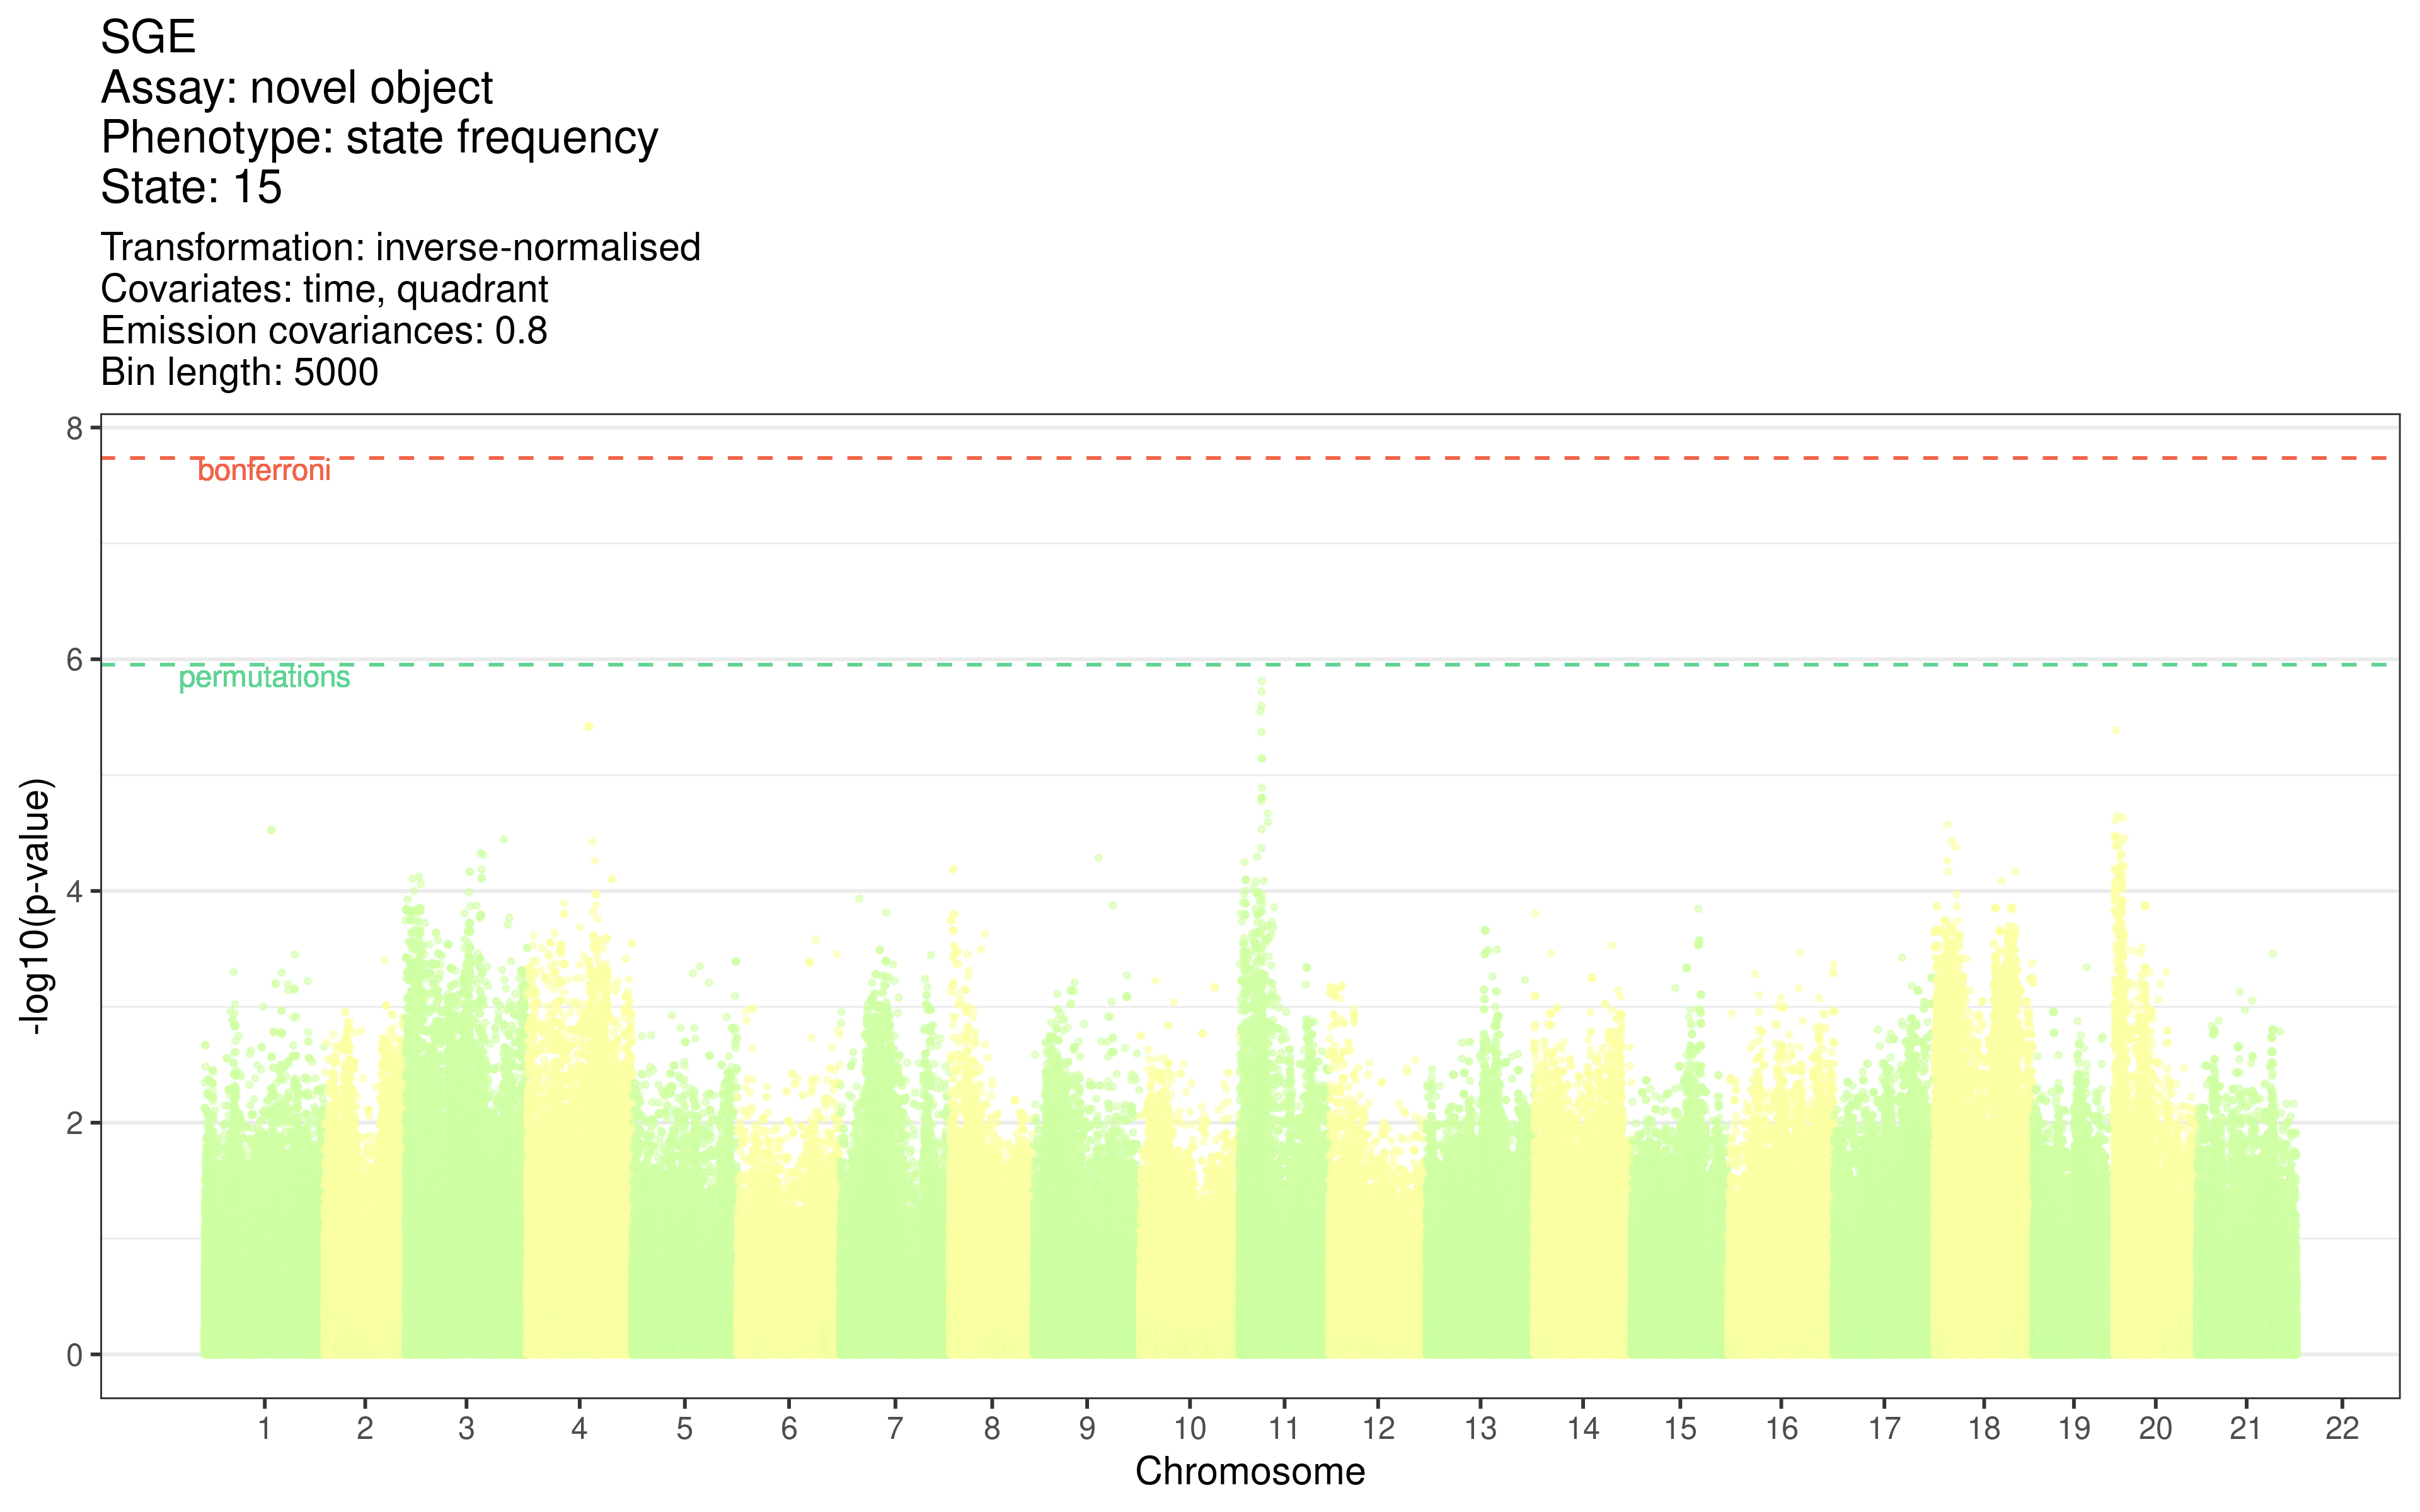 SGE
Assay: novel object
Phenotype: state frequency
State: 15
Transformation: inverse-normalised
Covariates: time, quadrant
Emission covariances: 0.8
Bin length: 5000
8
bonferroni
6
permutations
4
2
0
-log10(p-value)
1 2 3 4 5 6 7 8 9 10 11 12 13 14 15 16 17 18 19 20 21 22
Chromosome